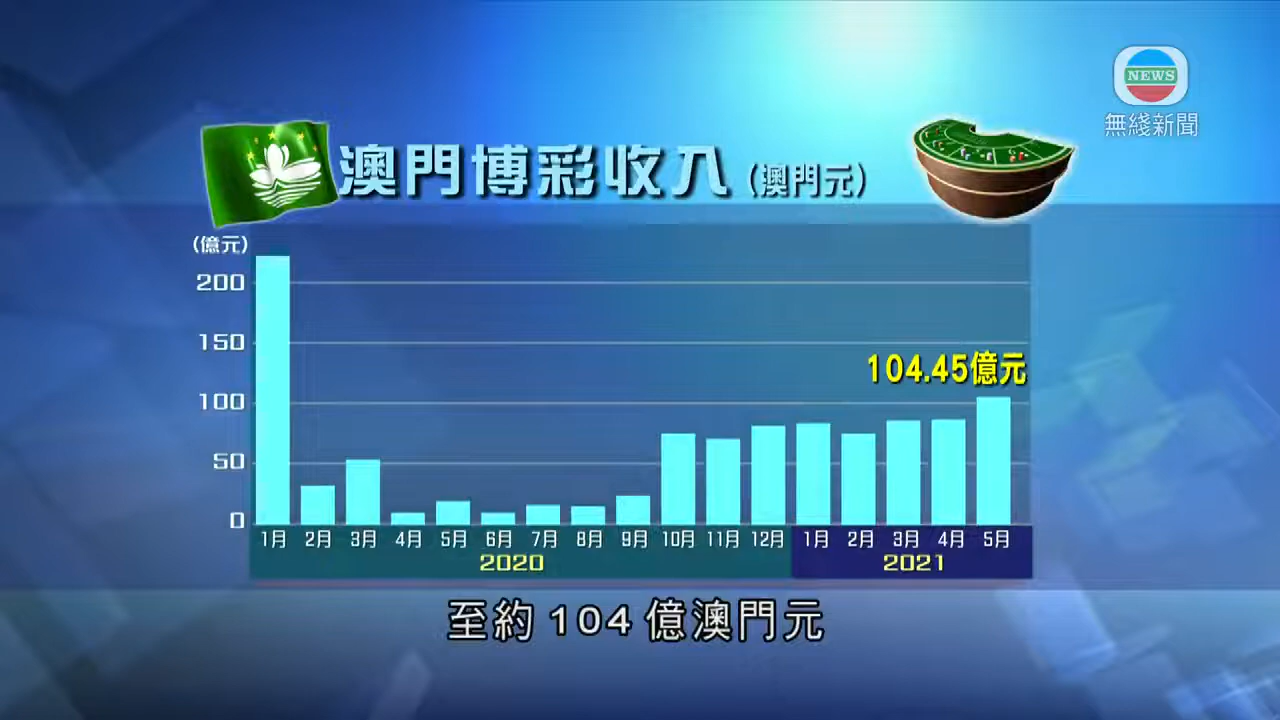 NEWS
無綫新聞
澳門博彩收入(澳門元)
(億元)
200
150
104.45億元
100
50
0
1月 2月 3月 4月 5月 6月 7月 8月 9月 10月 11月 12月 1月 2月 3月 4月 5月
2020 2021
至約104億澳門元